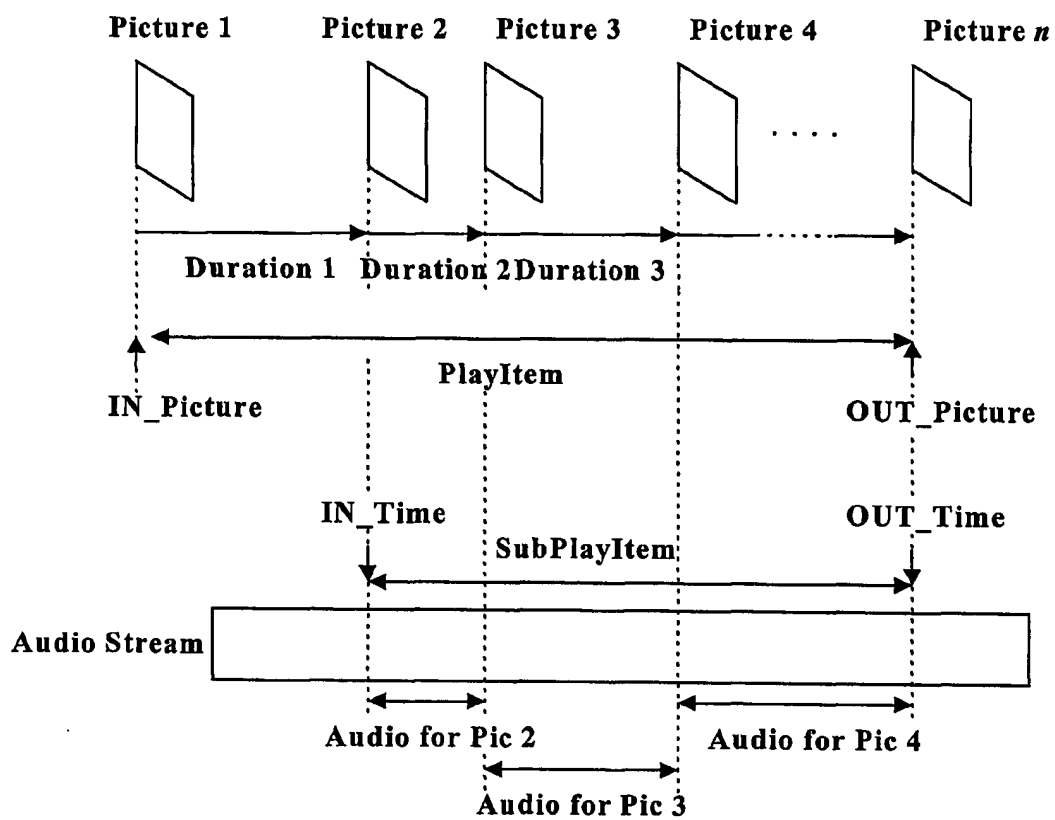 Picture 1 Picture 2 Picture 3 Picture 4 Picture n
. . . .
Duration 1 Duration 2 Duration 3
PlayItem
IN_Picture OUT_Picture
IN_Time OUT_Time
SubPlayItem
Audio Stream
Audio for Pic 2 Audio for Pic 4
Audio for Pic 3